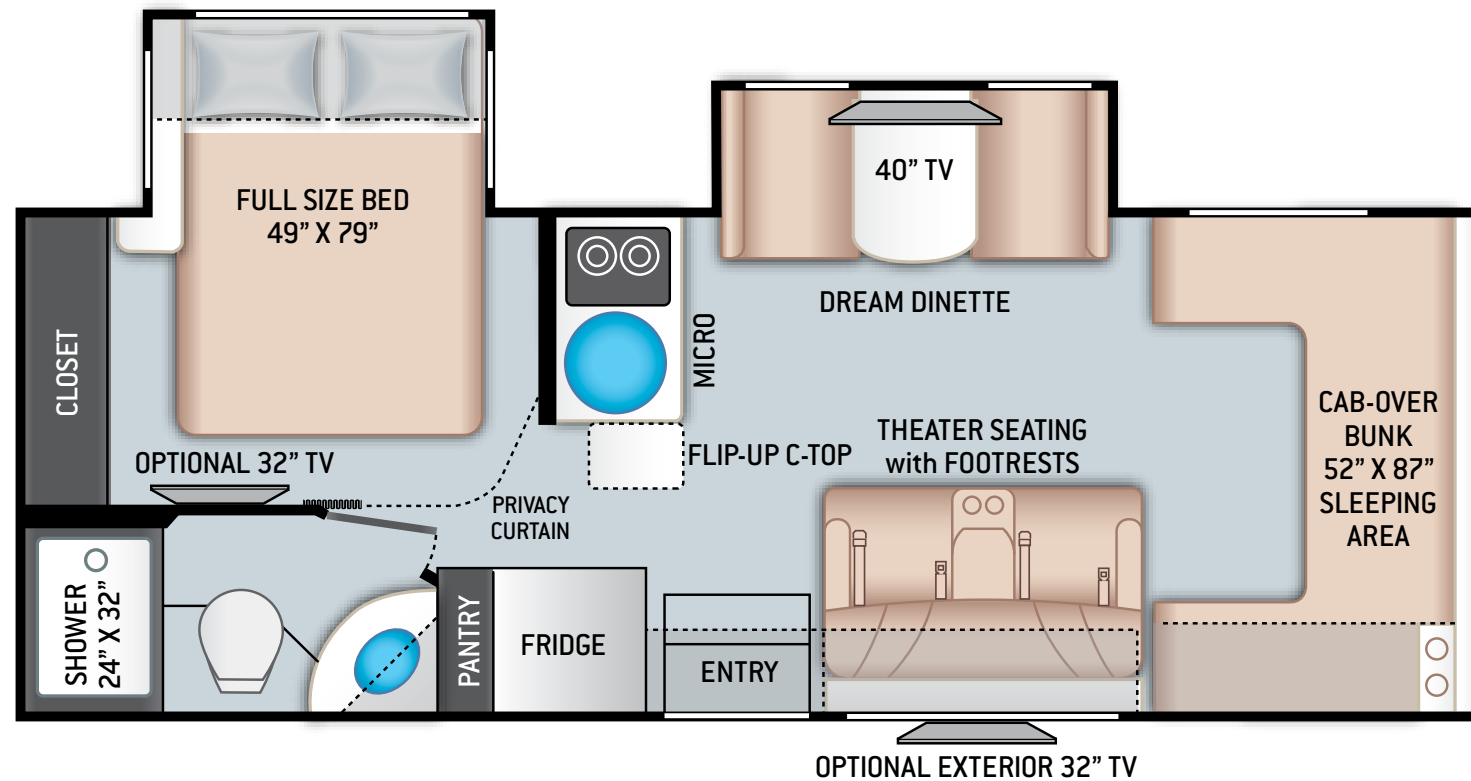 FULL SIZE BED
49” X 79”
40” TV
DREAM DINETTE
CLOSET
MICRO
OPTIONAL 32” TV
FLIP-UP C-TOP
THEATER SEATING
with FOOTRESTS
CAB-OVER
BUNK
52” X 87”
SLEEPING
AREA
PRIVACY
CURTAIN
SHOWER
24” X 32”
PANTRY
FRIDGE
ENTRY
OPTIONAL EXTERIOR 32” TV